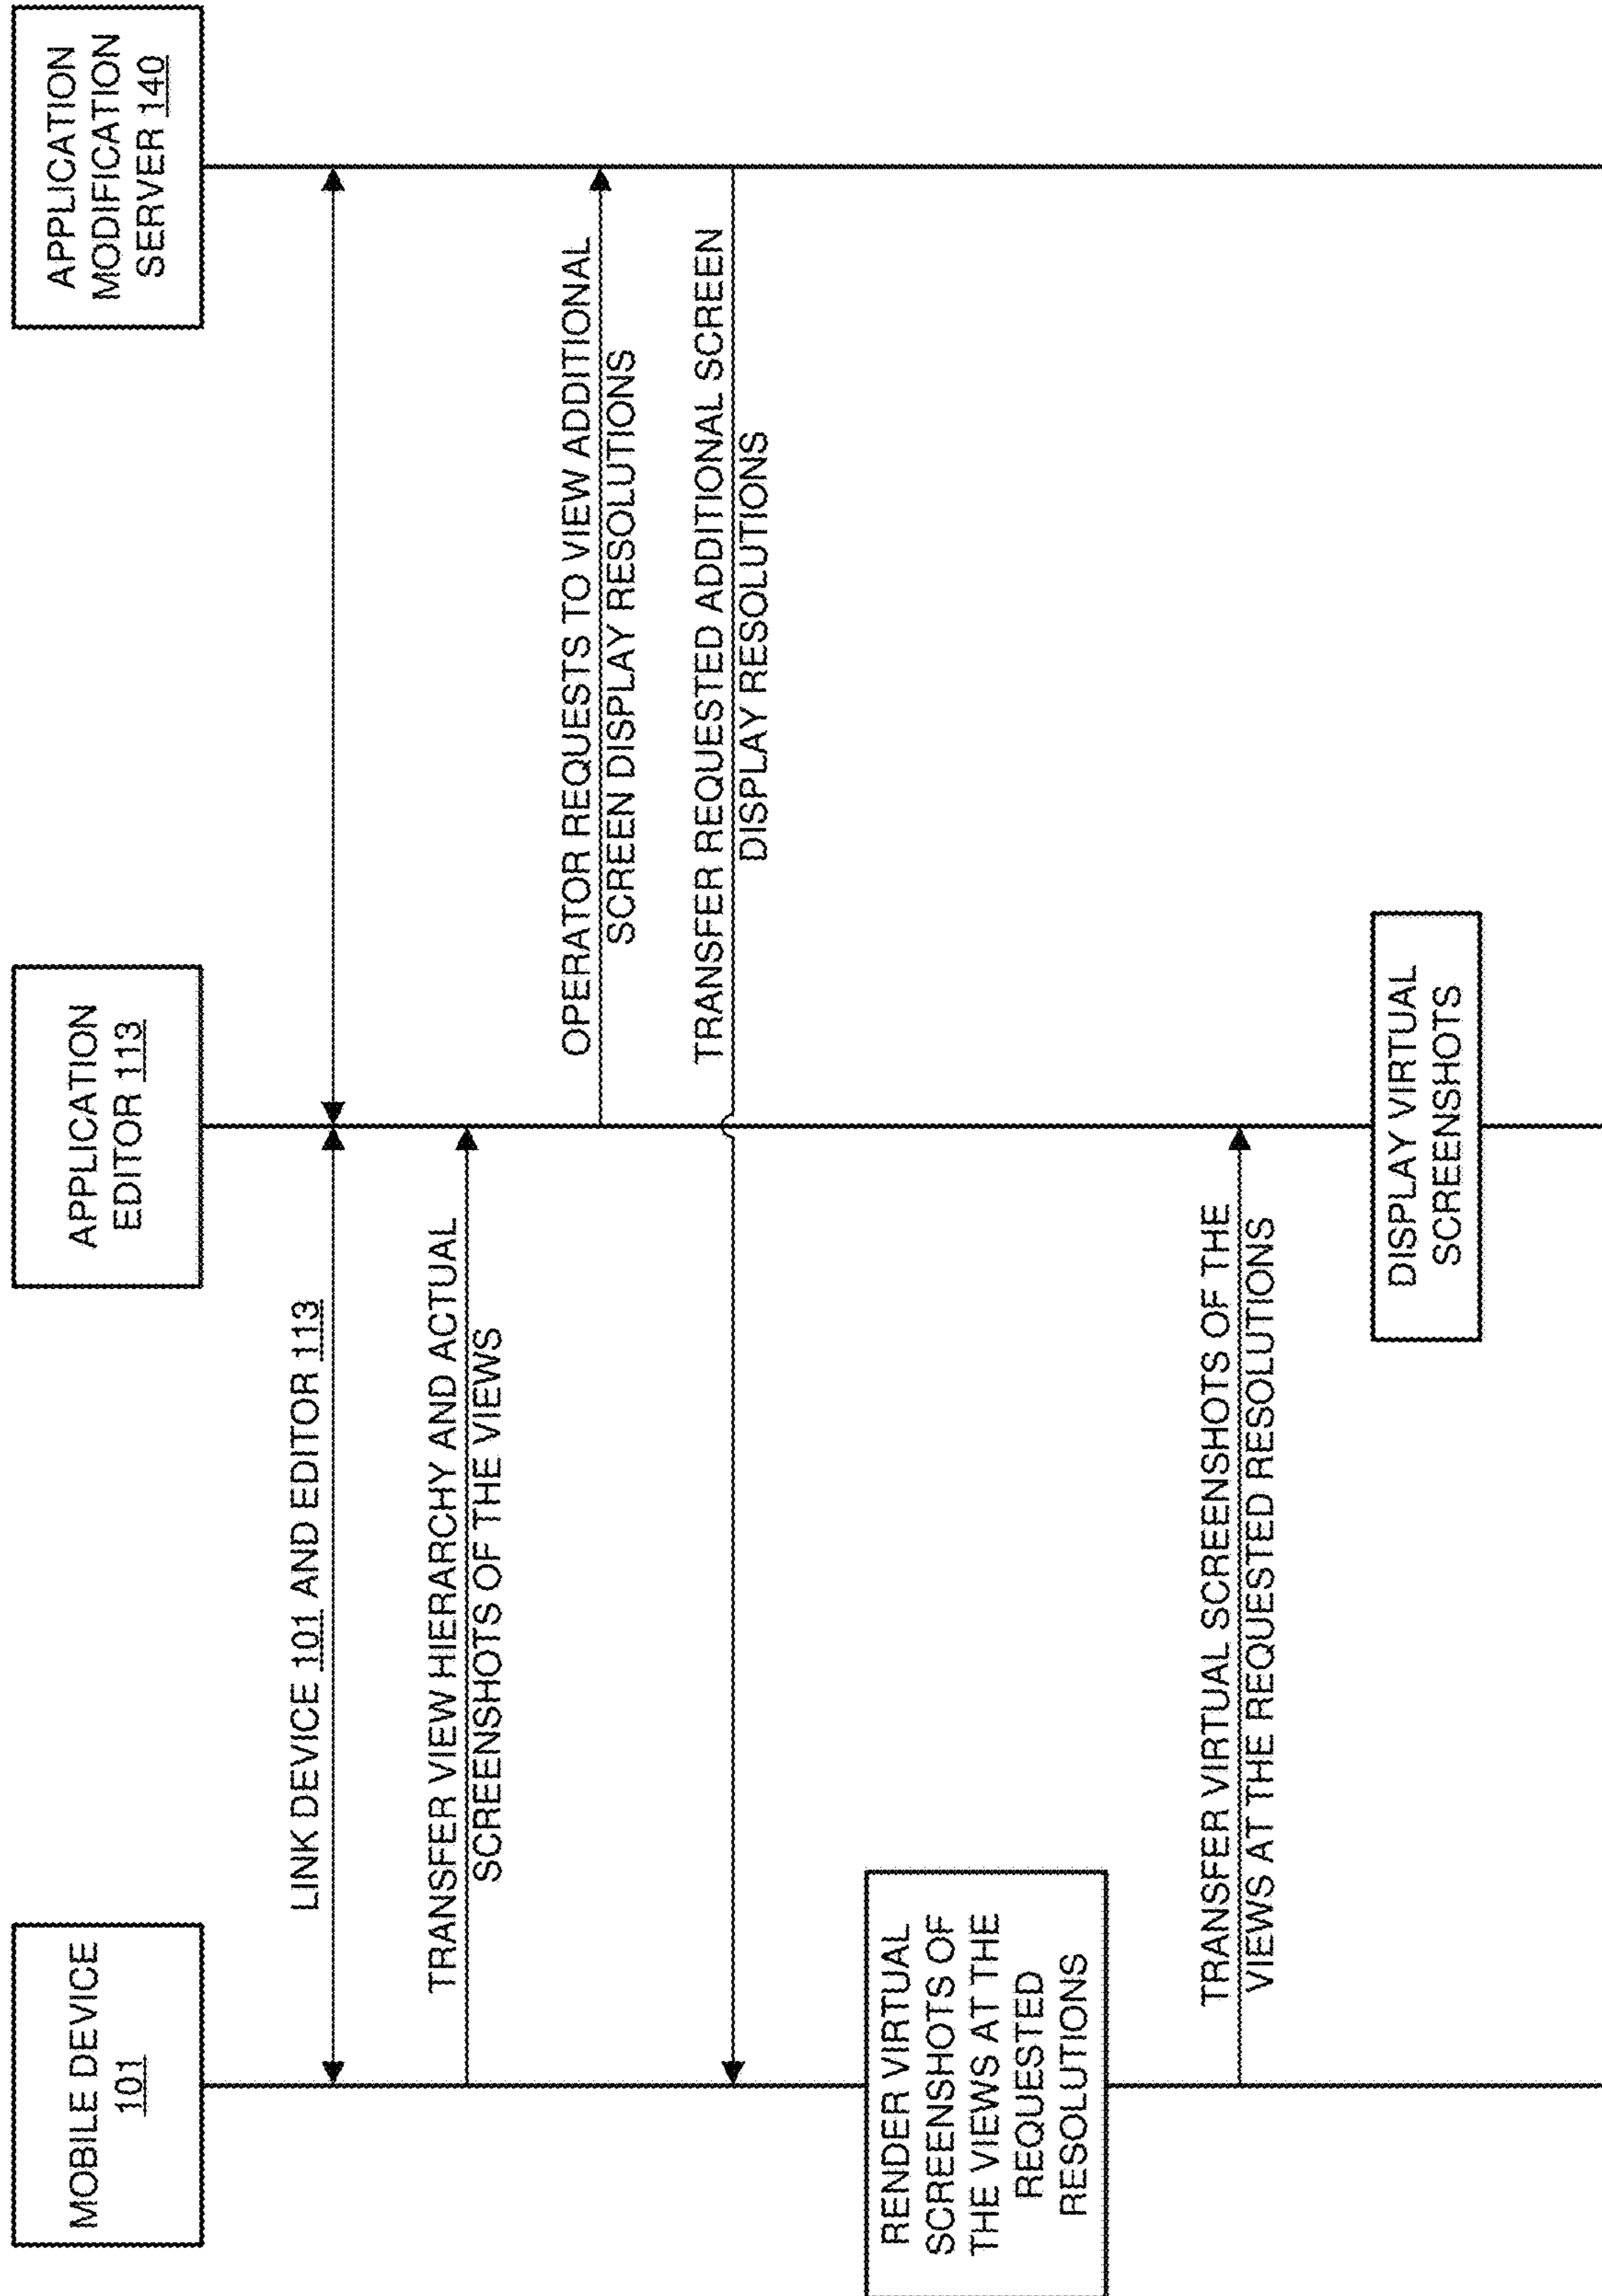 MOBILE DEVICE
101
APPLICATION
EDITOR 113
APPLICATION
MODIFICATION
SERVER 140
LINK DEVICE 101 AND EDITOR 113
TRANSFER VIEW HIERARCHY AND ACTUAL
SCREENSHOTS OF THE VIEWS
OPERATOR REQUESTS TO VIEW ADDITIONAL
SCREEN DISPLAY RESOLUTIONS
TRANSFER REQUESTED ADDITIONAL SCREEN
DISPLAY RESOLUTIONS
RENDER VIRTUAL
SCREENSHOTS OF
THE VIEWS AT THE
REQUESTED
RESOLUTIONS
TRANSFER VIRTUAL SCREENSHOTS OF THE
VIEWS AT THE REQUESTED RESOLUTIONS
DISPLAY VIRTUAL
SCREENSHOTS